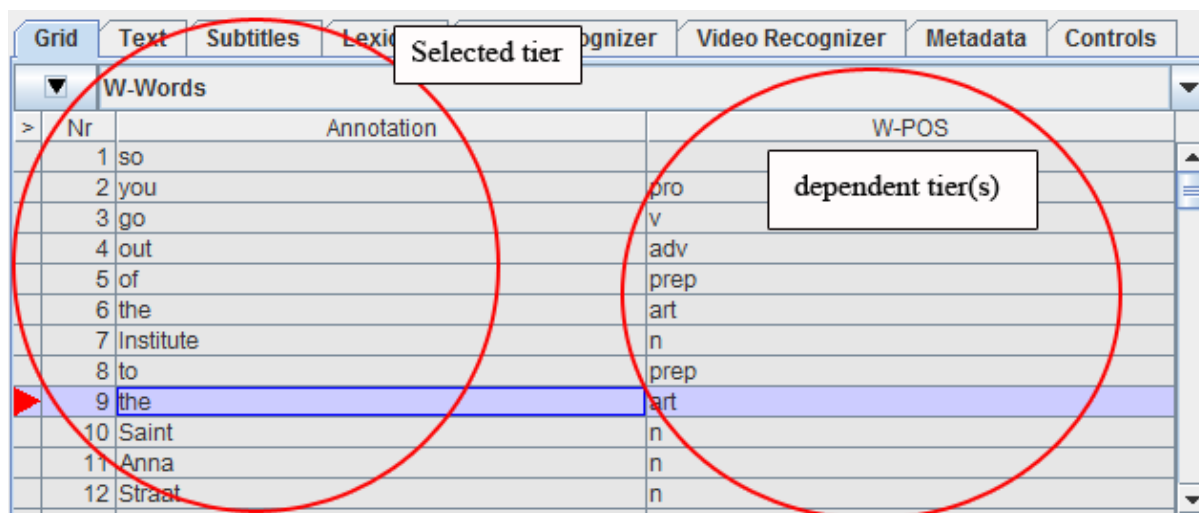 Grid Text Subtitles Lexic ognizer Video Recognizer Metadata Controls
Selected tier
W-Words
> Nr Annotation W-POS
1 so
dependent tier(s)
2 you pro
3 go v
4 out adv
5 of prep
6 the art
7 Institute n
8 to prep
9 the art
10 Saint n
11 Anna n
12 Straat n